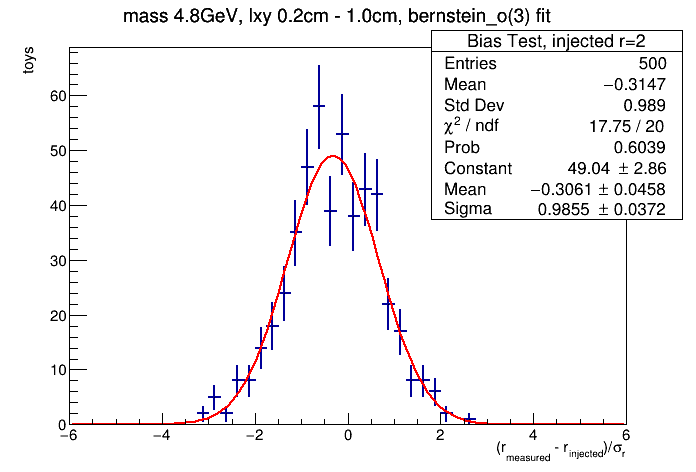 mass 4.8GeV, lxy 0.2cm - 1.0cm, bernstein_o(3) fit
Bias Test, injected r=2
Entries 500
Mean −0.3147
Std Dev 0.989
χ² / ndf 17.75 / 20
Prob 0.6039
Constant 49.04 ± 2.86
Mean −0.3061 ± 0.0458
Sigma 0.9855 ± 0.0372
toys
60
50
40
30
20
10
0
−6 −4 −2 0 2 4 6
(r_measured - r_injected)/σ_r